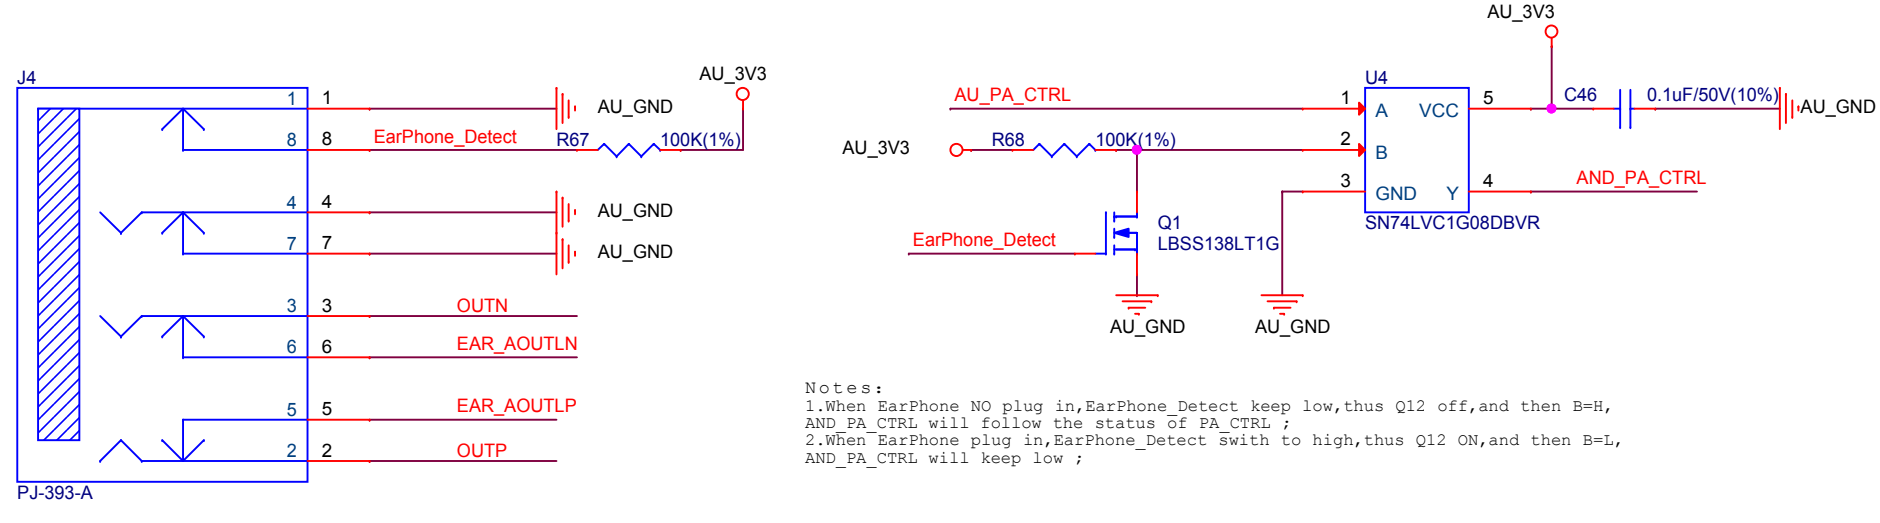 J4
1 1
AU_GND
AU_3V3
8 8
EarPhone_Detect
R67
100K(1%)
4 4
AU_GND
7 7
AU_GND
3 3
OUTN
6 6
EAR_AOUTLN
5 5
EAR_AOUTLP
2 2
OUTP
PJ-393-A
AU_3V3
AU_PA_CTRL
1
U4
A
VCC
5
C46
0.1uF/50V(10%)
AU_GND
AU_3V3
R68
100K(1%)
2
B
3
GND
Y
4
AND_PA_CTRL
SN74LVC1G08DBVR
EarPhone_Detect
Q1
LBSS138LT1G
AU_GND
AU_GND
Notes:
1.When EarPhone NO plug in,EarPhone_Detect keep low,thus Q12 off,and then B=H,
AND_PA_CTRL will follow the status of PA_CTRL ;
2.When EarPhone plug in,EarPhone_Detect swith to high,thus Q12 ON,and then B=L,
AND_PA_CTRL will keep low ;